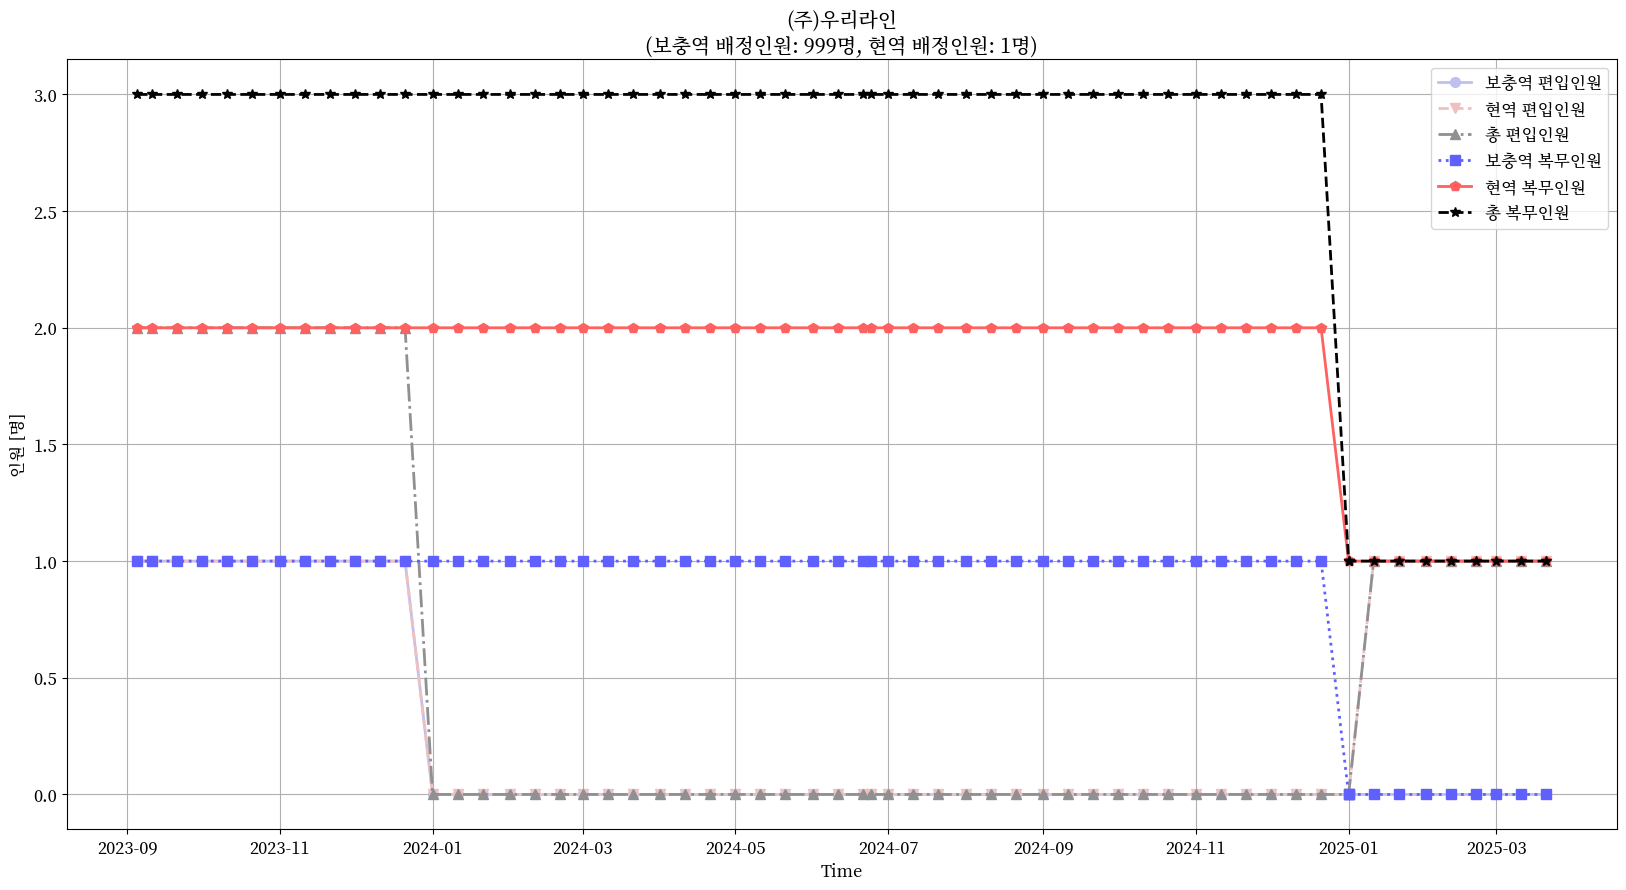 (주)우리라인
(보충역 배정인원: 999명, 현역 배정인원: 1명)
보충역 편입인원
현역 편입인원
총 편입인원
보충역 복무인원
현역 복무인원
총 복무인원
인원 [명]
3.0
2.5
2.0
1.5
1.0
0.5
0.0
2023-09 2023-11 2024-01 2024-03 2024-05 2024-07 2024-09 2024-11 2025-01 2025-03
Time